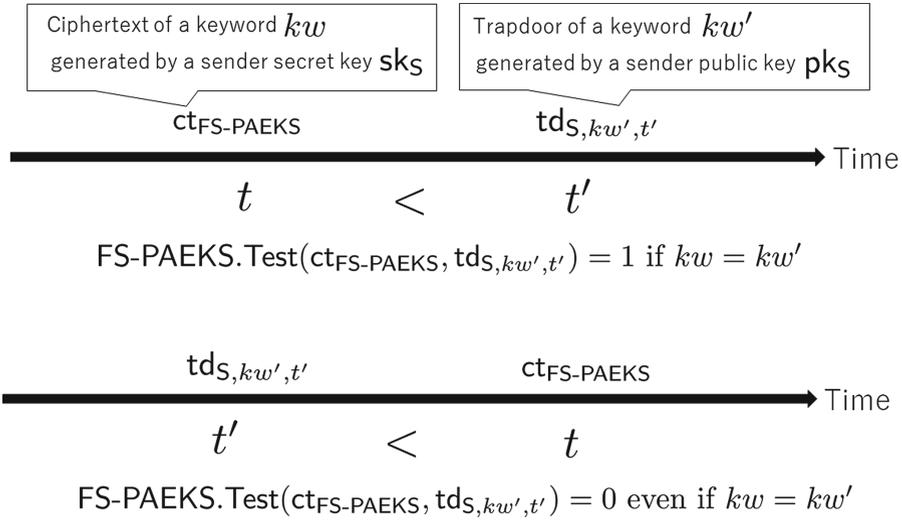 Ciphertext of a keyword kw
generated by a sender secret key skS
Trapdoor of a keyword kw′
generated by a sender public key pkS
ctFS-PAEKS
tdS,kw′,t′
Time
t < t′
FS-PAEKS.Test(ctFS-PAEKS, tdS,kw′,t′) = 1 if kw = kw′
tdS,kw′,t′
ctFS-PAEKS
Time
t′ < t
FS-PAEKS.Test(ctFS-PAEKS, tdS,kw′,t′) = 0 even if kw = kw′